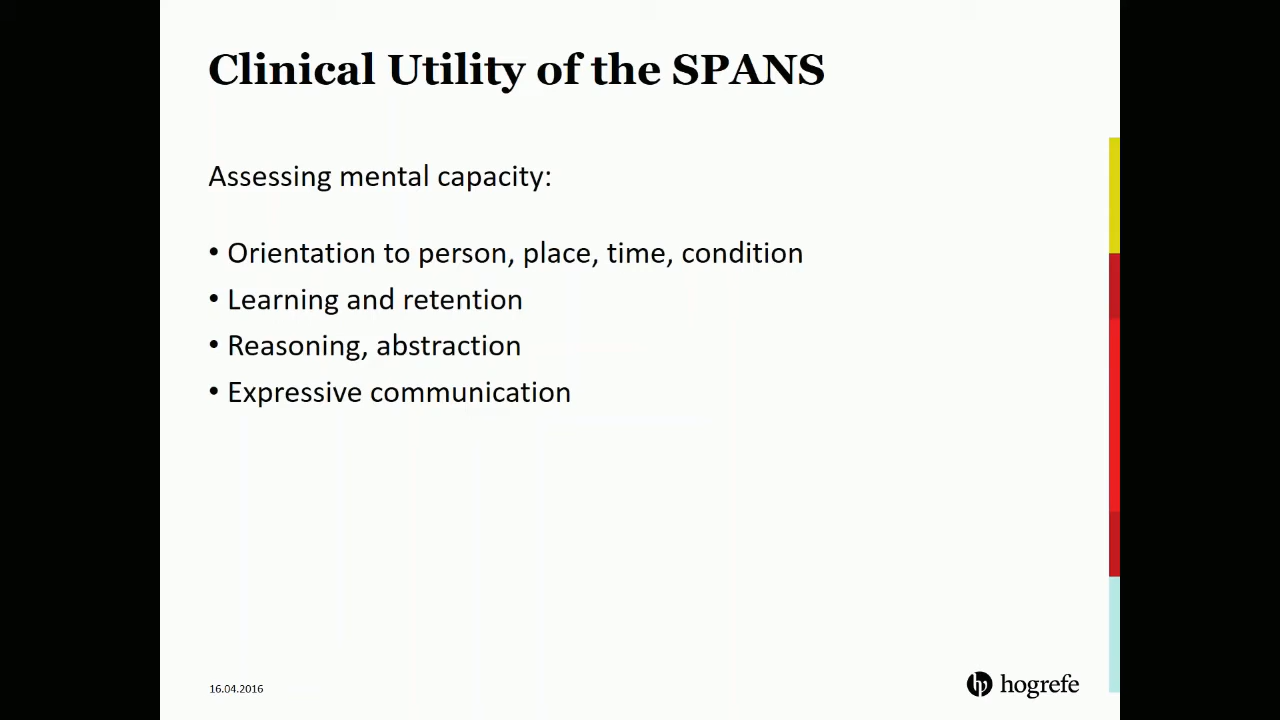 Clinical Utility of the SPANS
Assessing mental capacity:
• Orientation to person, place, time, condition
• Learning and retention
• Reasoning, abstraction
• Expressive communication
16.04.2016
hogrefe